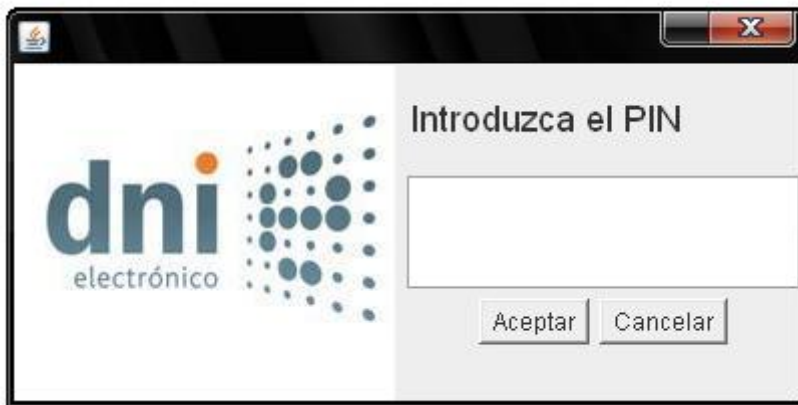 dni
electrónico
Introduzca el PIN
Aceptar
Cancelar